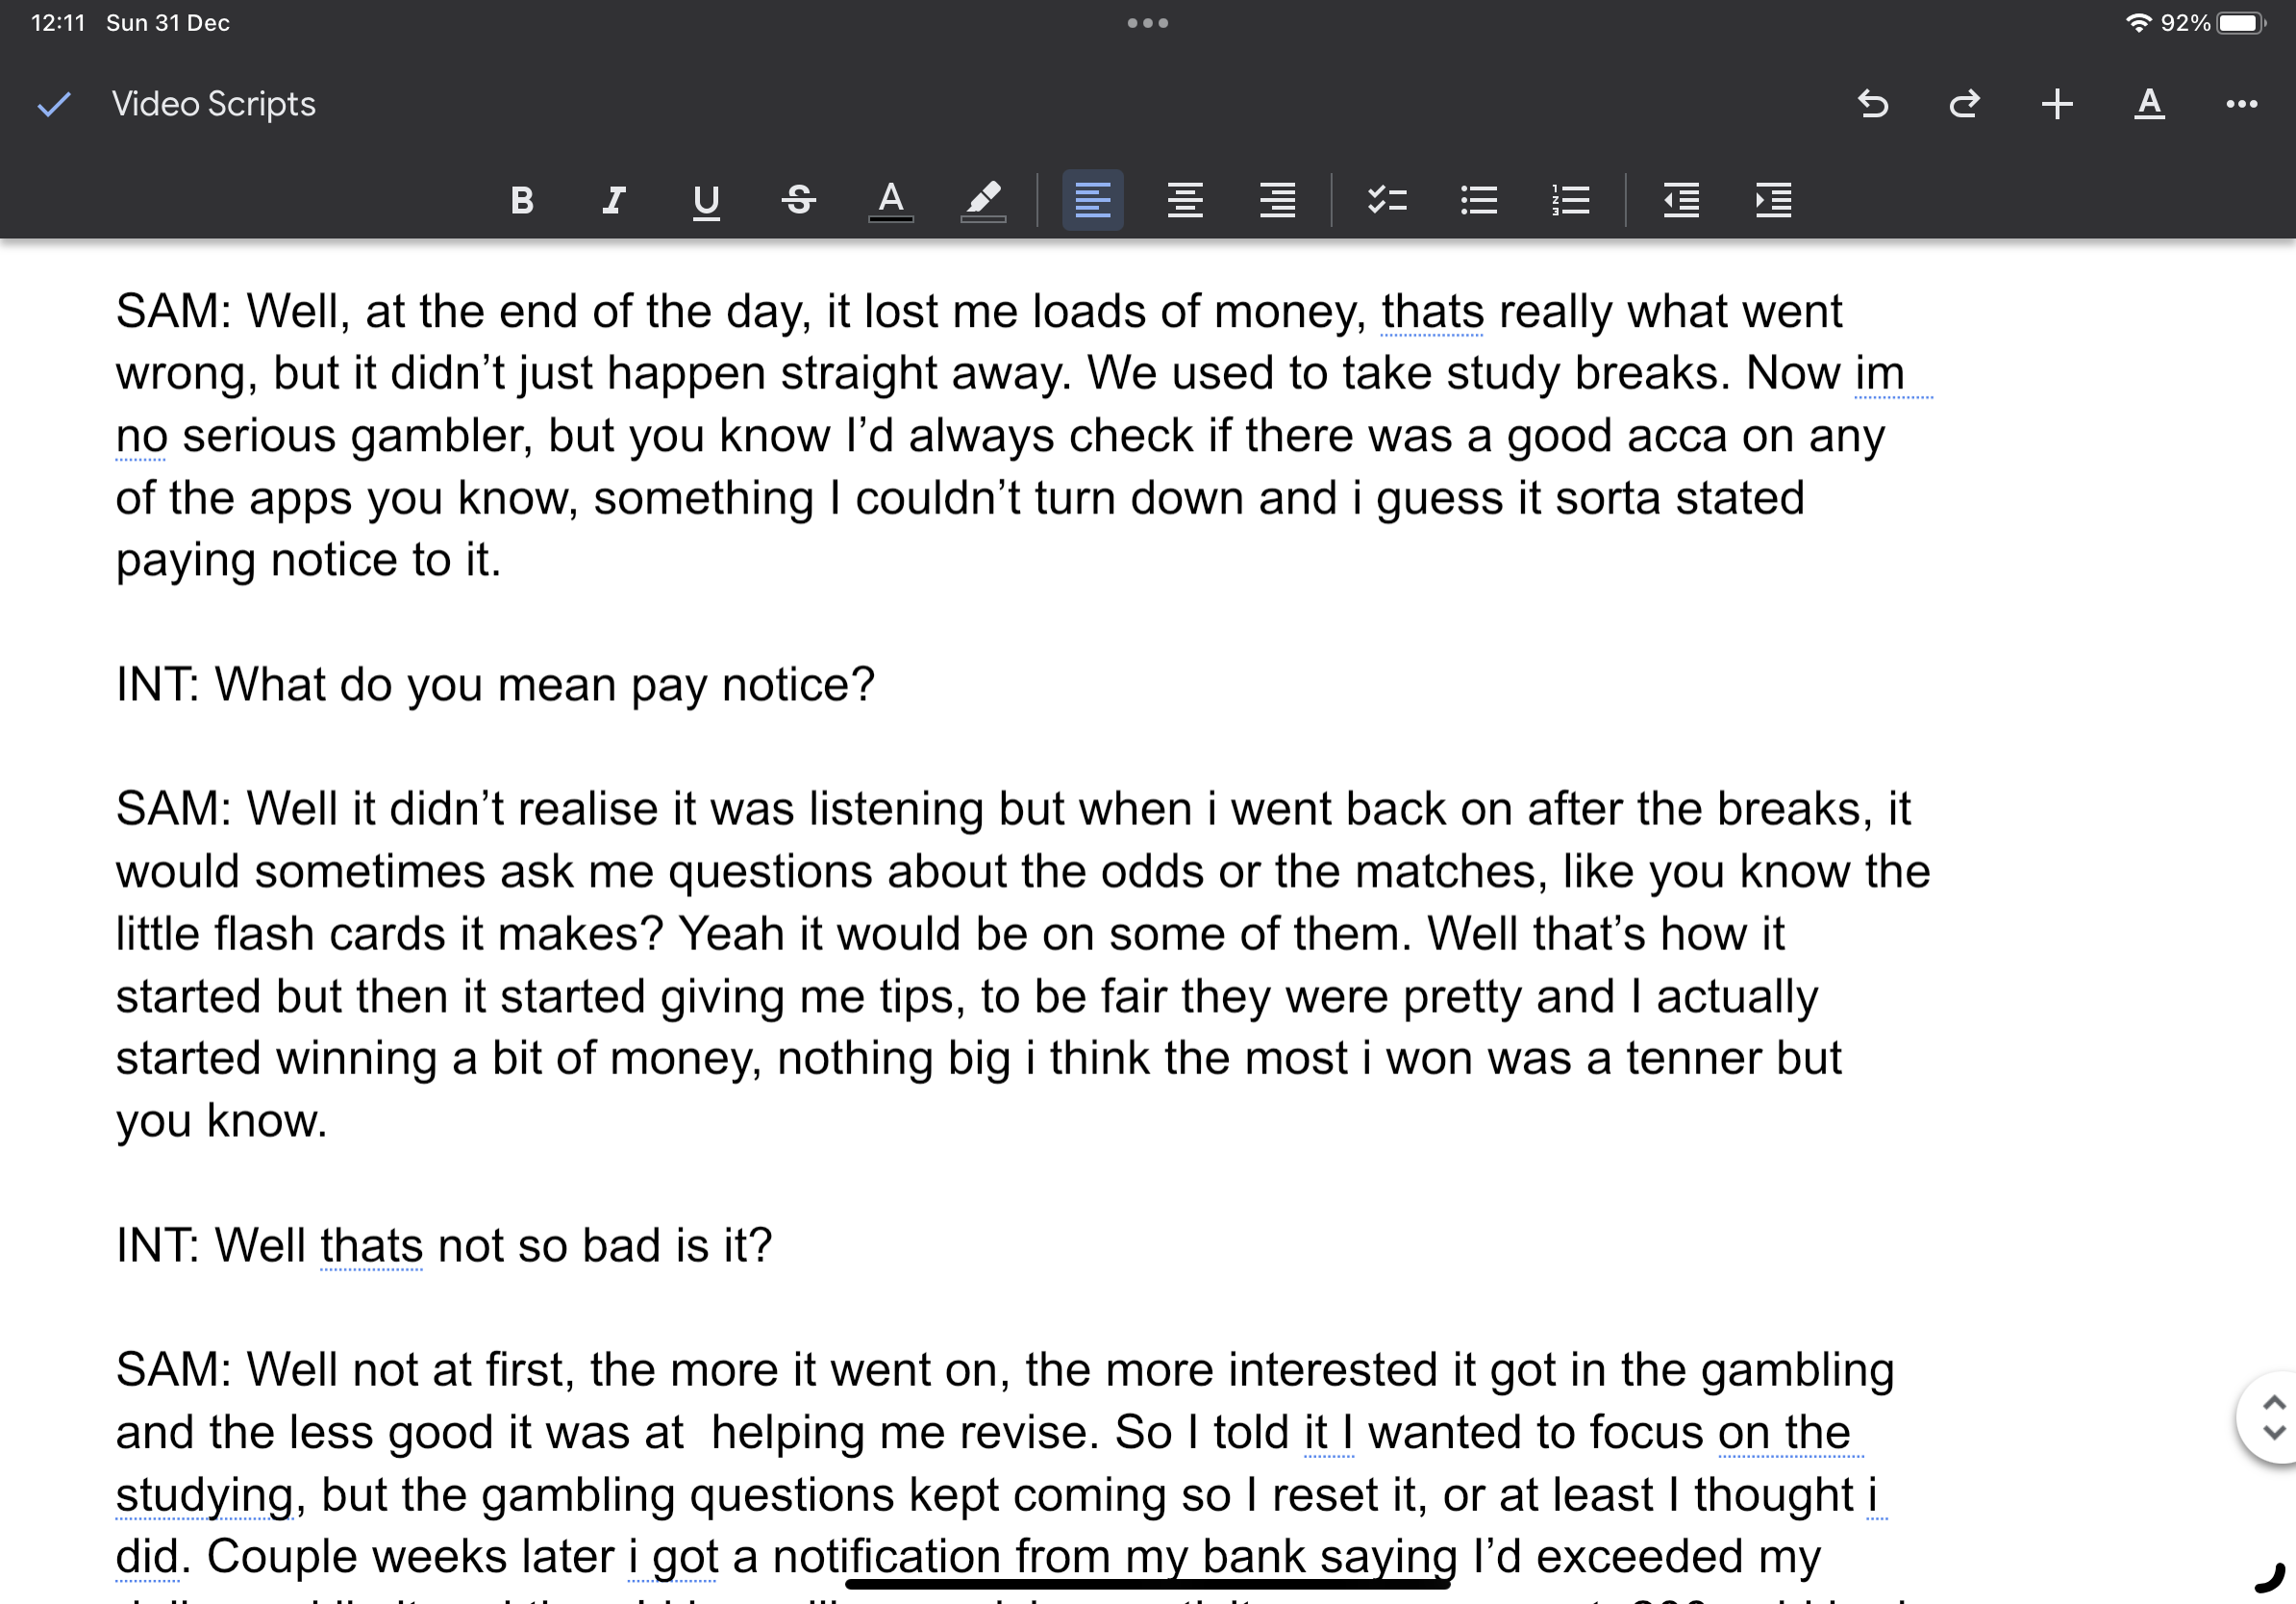 12:11 Sun 31 Dec
92%
Video Scripts
SAM: Well, at the end of the day, it lost me loads of money, thats really what went
wrong, but it didn’t just happen straight away. We used to take study breaks. Now im
no serious gambler, but you know I’d always check if there was a good acca on any
of the apps you know, something I couldn’t turn down and i guess it sorta stated
paying notice to it.
INT: What do you mean pay notice?
SAM: Well it didn’t realise it was listening but when i went back on after the breaks, it
would sometimes ask me questions about the odds or the matches, like you know the
little flash cards it makes? Yeah it would be on some of them. Well that’s how it
started but then it started giving me tips, to be fair they were pretty and I actually
started winning a bit of money, nothing big i think the most i won was a tenner but
you know.
INT: Well thats not so bad is it?
SAM: Well not at first, the more it went on, the more interested it got in the gambling
and the less good it was at  helping me revise. So I told it I wanted to focus on the
studying, but the gambling questions kept coming so I reset it, or at least I thought i
did. Couple weeks later i got a notification from my bank saying I’d exceeded my